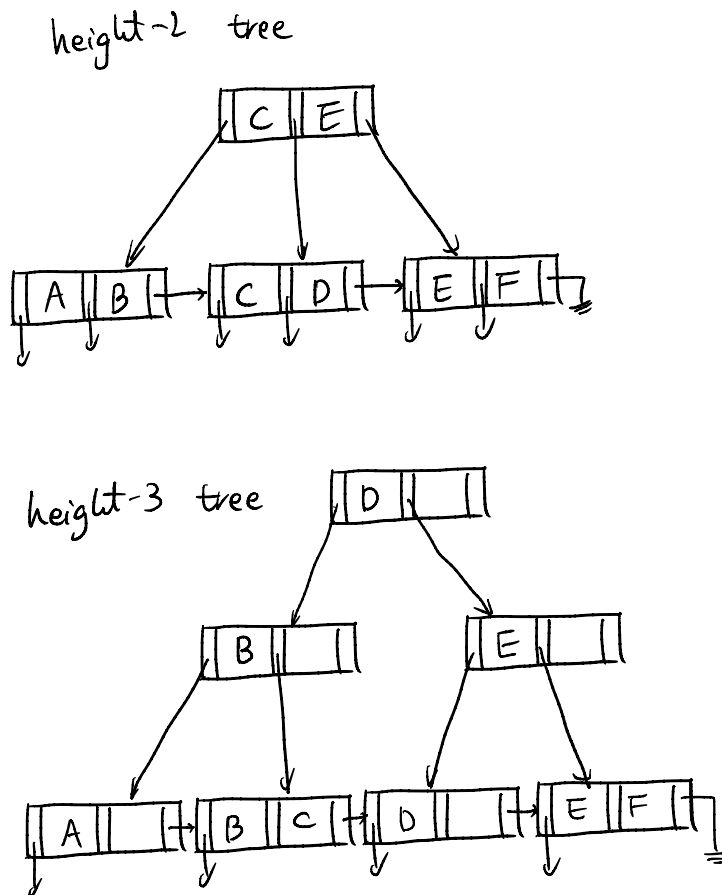 height-2 tree
C E
A B C D E F
height-3 tree
D
B E
A B C D E F